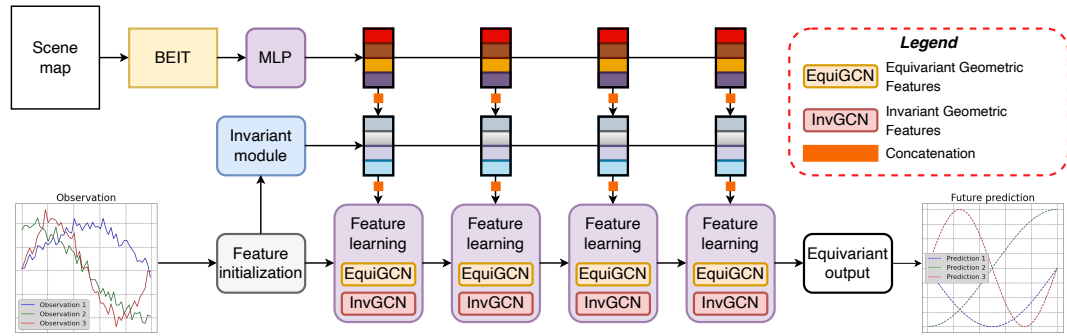 Scene
map
BEIT
MLP
Legend
EquiGCN
Equivariant Geometric
Features
InvGCN
Invariant Geometric
Features
Concatenation
Invariant
module
Observation
Observation 1
Observation 2
Observation 3
Feature
initialization
Feature
learning
EquiGCN
InvGCN
Feature
learning
EquiGCN
InvGCN
Feature
learning
EquiGCN
InvGCN
Feature
learning
EquiGCN
InvGCN
Equivariant
output
Future prediction
Prediction 1
Prediction 2
Prediction 3